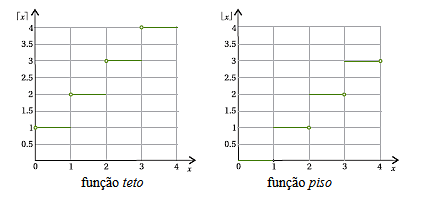 ⌈x⌉
4
3.5
3
2.5
2
1.5
1
0.5
0 1 2 3 4 x
função teto
⌊x⌋
4
3.5
3
2.5
2
1.5
1
0.5
0 1 2 3 4 x
função piso